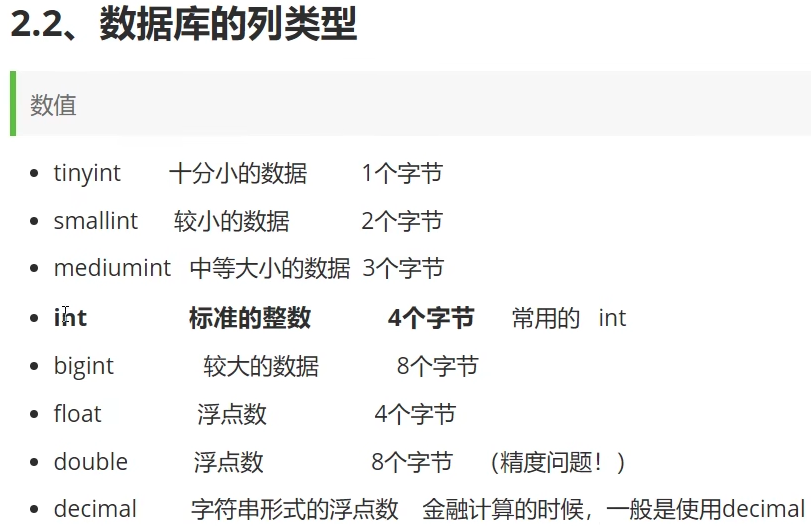 2.2、数据库的列类型
数值
tinyint 十分小的数据 1个字节
smallint 较小的数据 2个字节
mediumint 中等大小的数据 3个字节
int 标准的整数 4个字节 常用的 int
bigint 较大的数据 8个字节
float 浮点数 4个字节
double 浮点数 8个字节 （精度问题！）
decimal 字符串形式的浮点数 金融计算的时候，一般是使用decimal